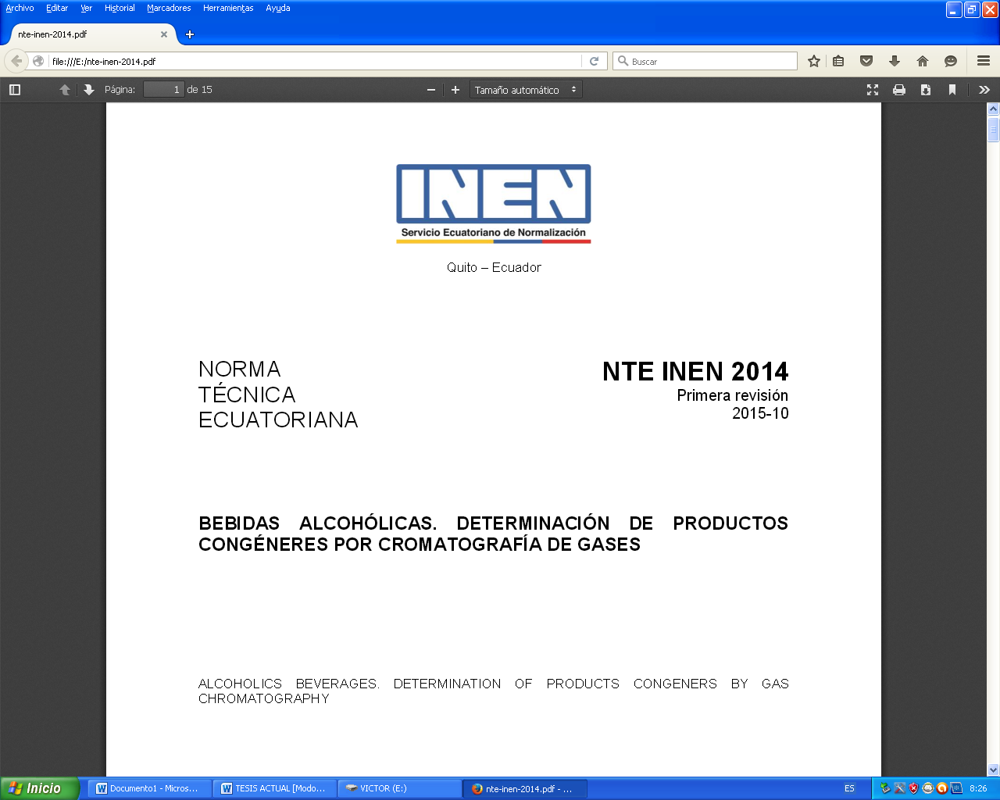 Archivo Editar Ver Historial Marcadores Herramientas Ayuda
nte-inen-2014.pdf
file:///E:/nte-inen-2014.pdf
Buscar
Página: 1 de 15
Tamaño automático
INEN
Servicio Ecuatoriano de Normalización
Quito – Ecuador
NORMA
TÉCNICA
ECUATORIANA
NTE INEN 2014
Primera revisión
2015-10
BEBIDAS ALCOHÓLICAS. DETERMINACIÓN DE PRODUCTOS
CONGÉNERES POR CROMATOGRAFÍA DE GASES
ALCOHOLICS BEVERAGES. DETERMINATION OF PRODUCTS CONGENERS BY GAS
CHROMATOGRAPHY
Inicio
Documento1 - Micros...
TESIS ACTUAL [Modo...
VICTOR (E:)
nte-inen-2014.pdf - ...
ES
8:26